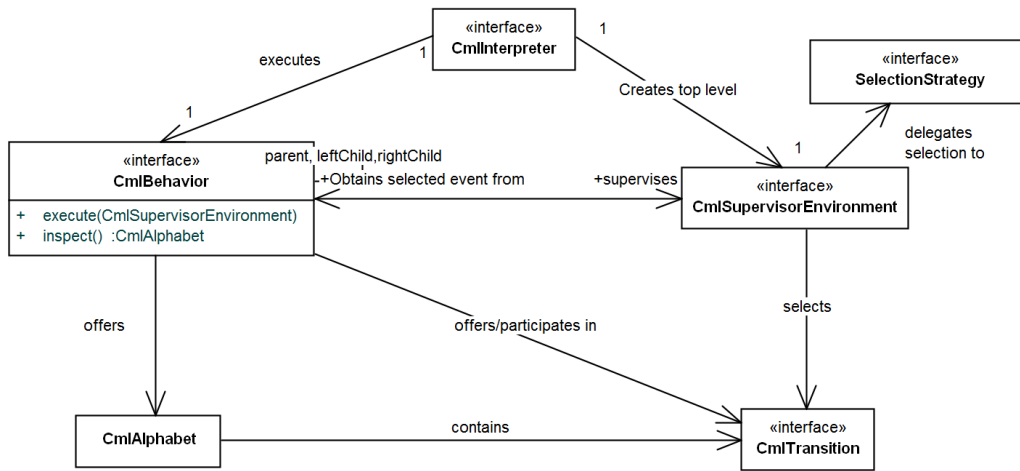 «interface»
CmlInterpreter
1
1
executes
1
Creates top level
1
«interface»
SelectionStrategy
delegates
selection to
«interface»
CmlBehavior
+ execute(CmlSupervisorEnvironment)
+ inspect() :CmlAlphabet
parent, leftChild,rightChild
+Obtains selected event from
+supervises
«interface»
CmlSupervisorEnvironment
offers
offers/participates in
selects
CmlAlphabet
contains
«interface»
CmlTransition